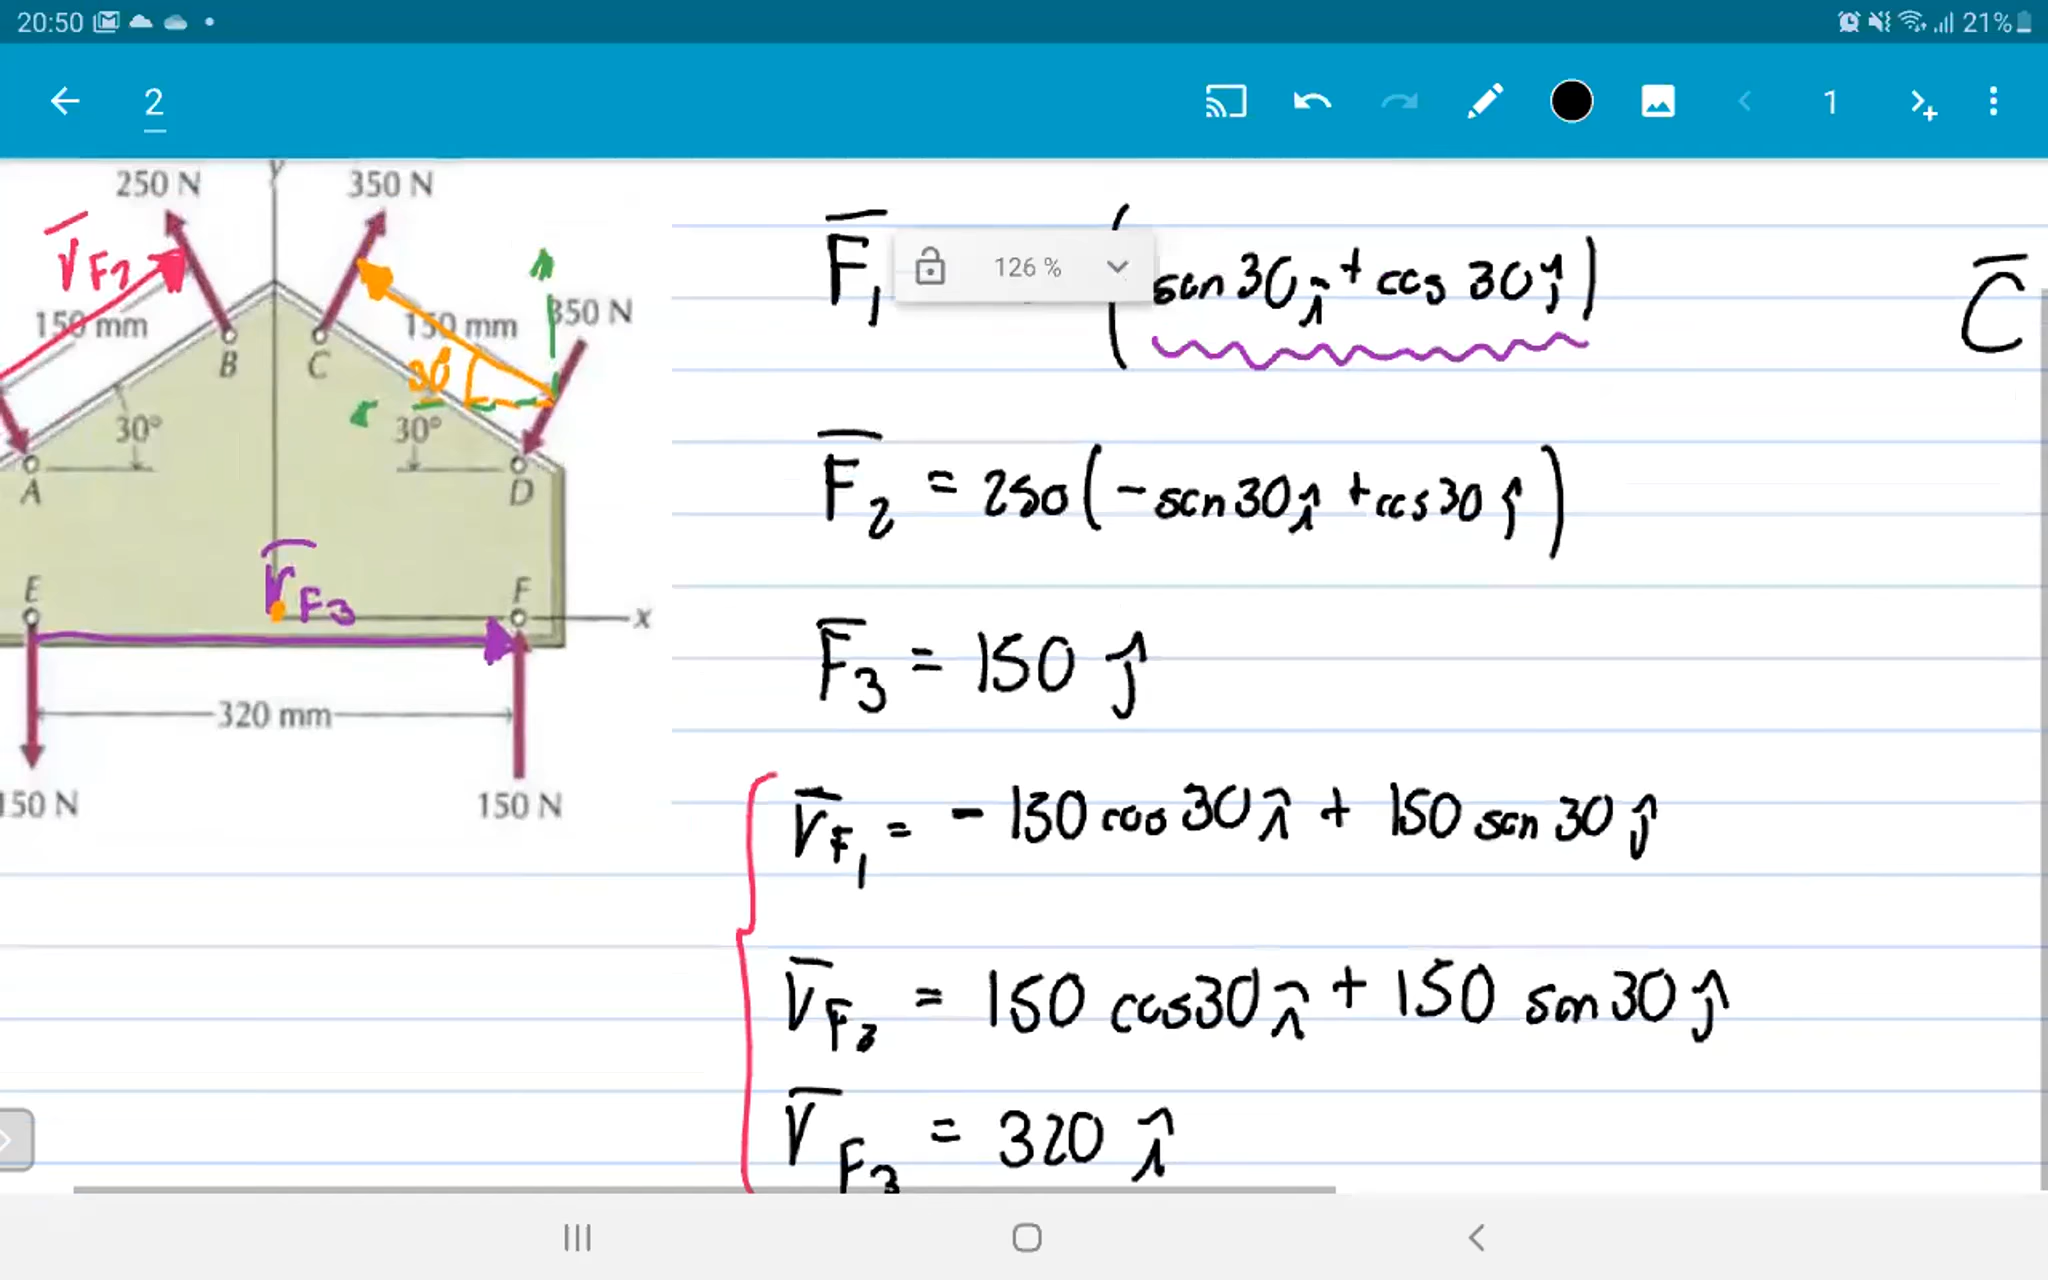 20:50 21%
2 1
126 %
250 N y 350 N
r̅F2
150 mm 150 mm 350 N
B C 30
30° 30°
A D
E F
r̅F3 x
320 mm
150 N 150 N
F̅1 ( sen 30 î + cos 30 ĵ )
C̅
F̅2 = 250 ( - sen 30 î + cos 30 ĵ )
F̅3 = 150 ĵ
r̅F1 = - 150 cos 30 î + 150 sen 30 ĵ
r̅F2 = 150 cos 30 î + 150 sen 30 ĵ
r̅F3 = 320 î